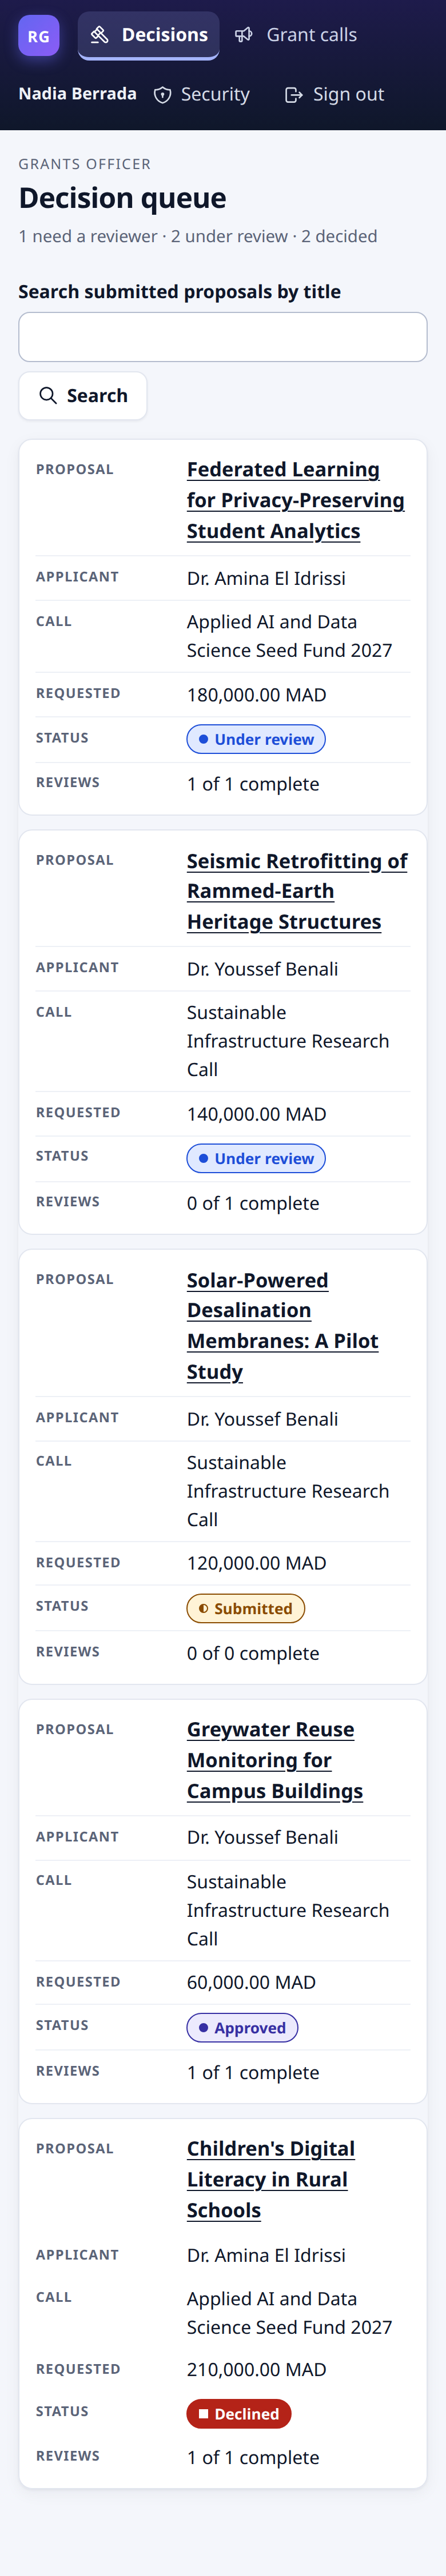 RG
Decisions
Grant calls
Nadia Berrada
Security
Sign out
GRANTS OFFICER
Decision queue
1 need a reviewer · 2 under review · 2 decided
Search submitted proposals by title
Search
PROPOSAL
Federated Learning
for Privacy-Preserving
Student Analytics
APPLICANT
Dr. Amina El Idrissi
CALL
Applied AI and Data
Science Seed Fund 2027
REQUESTED
180,000.00 MAD
STATUS
Under review
REVIEWS
1 of 1 complete
PROPOSAL
Seismic Retrofitting of
Rammed-Earth
Heritage Structures
APPLICANT
Dr. Youssef Benali
CALL
Sustainable
Infrastructure Research
Call
REQUESTED
140,000.00 MAD
STATUS
Under review
REVIEWS
0 of 1 complete
PROPOSAL
Solar-Powered
Desalination
Membranes: A Pilot
Study
APPLICANT
Dr. Youssef Benali
CALL
Sustainable
Infrastructure Research
Call
REQUESTED
120,000.00 MAD
STATUS
Submitted
REVIEWS
0 of 0 complete
PROPOSAL
Greywater Reuse
Monitoring for
Campus Buildings
APPLICANT
Dr. Youssef Benali
CALL
Sustainable
Infrastructure Research
Call
REQUESTED
60,000.00 MAD
STATUS
Approved
REVIEWS
1 of 1 complete
PROPOSAL
Children's Digital
Literacy in Rural
Schools
APPLICANT
Dr. Amina El Idrissi
CALL
Applied AI and Data
Science Seed Fund 2027
REQUESTED
210,000.00 MAD
STATUS
Declined
REVIEWS
1 of 1 complete